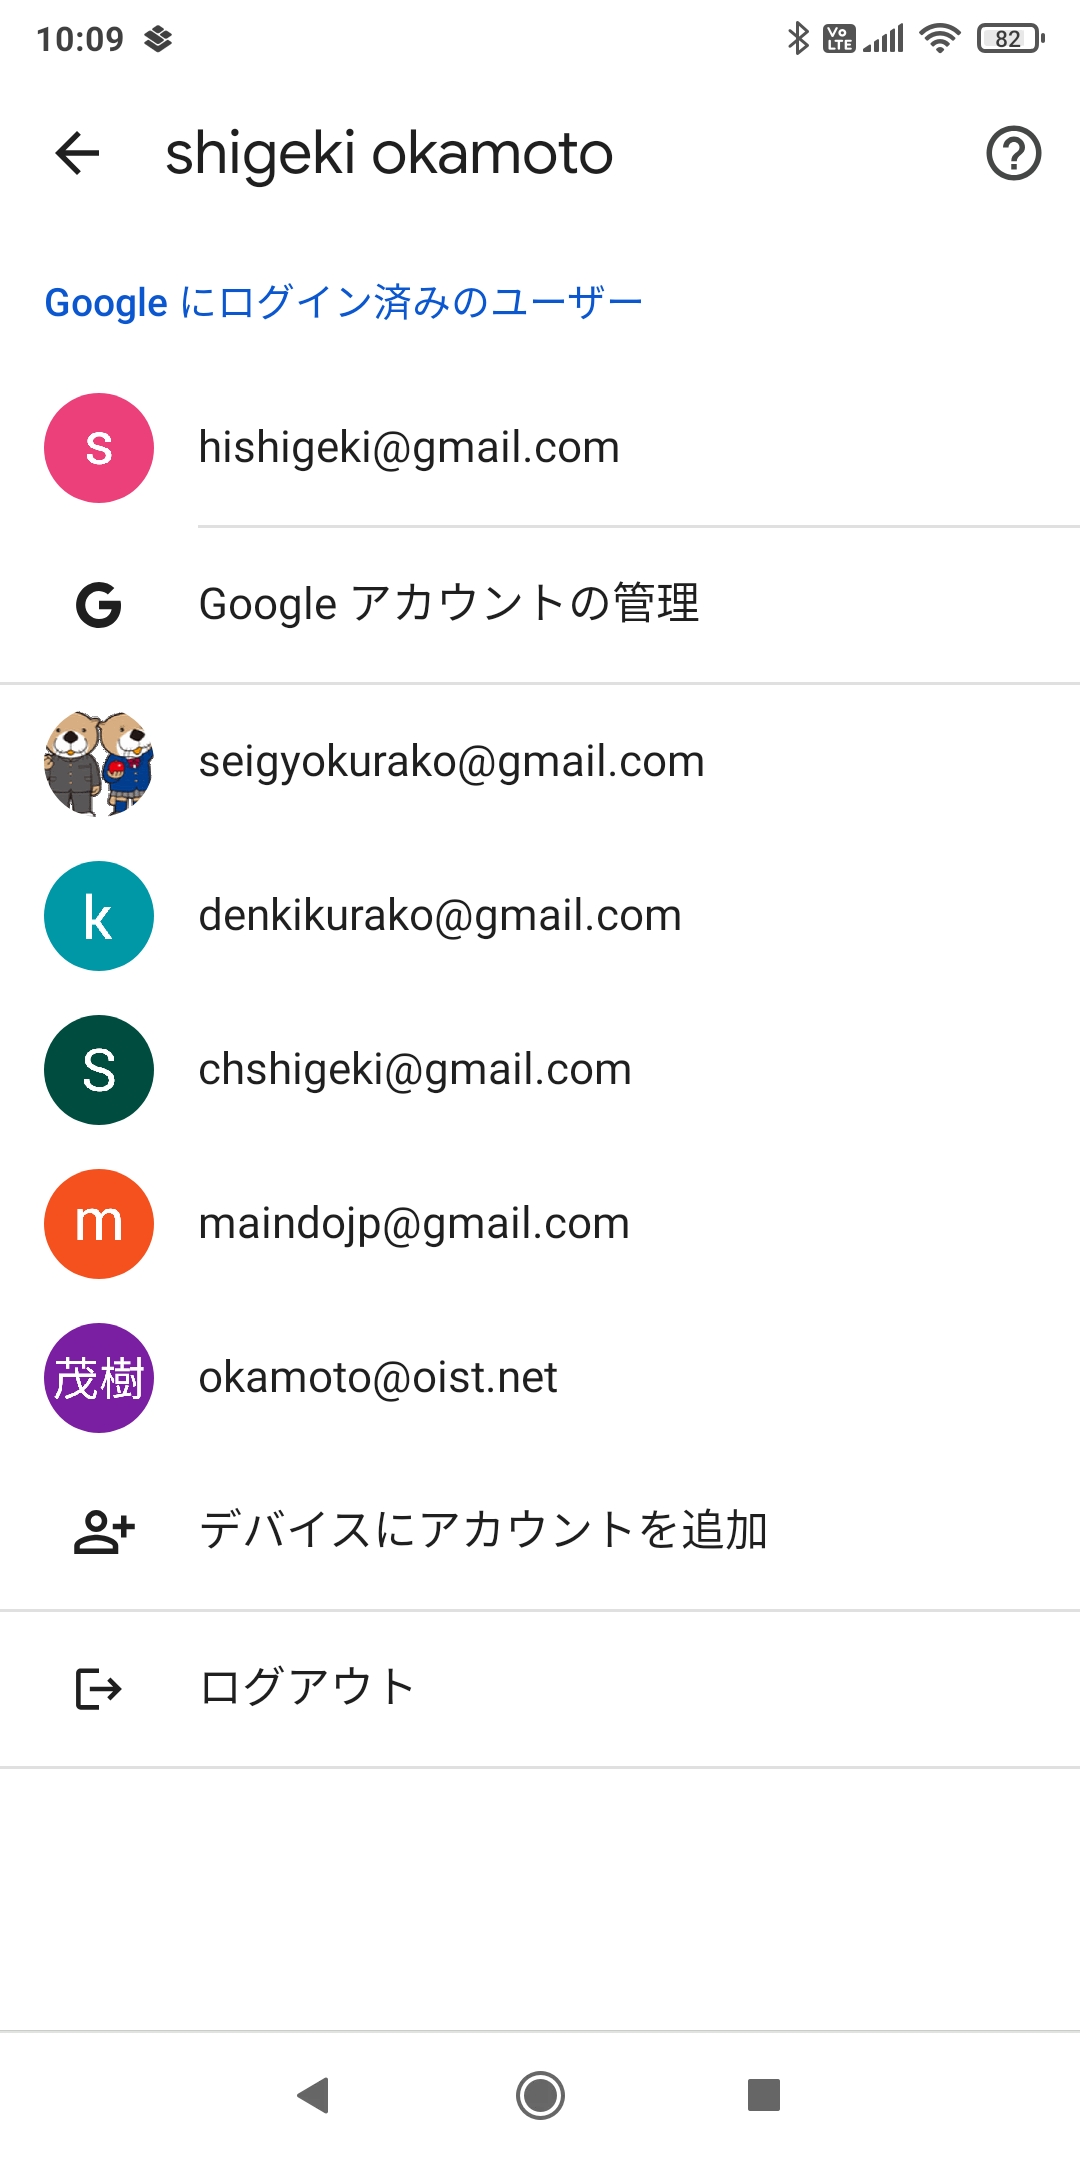 10:09
Vo LTE
82
shigeki okamoto
Google にログイン済みのユーザー
s
hishigeki@gmail.com
G
Google アカウントの管理
seigyokurako@gmail.com
k
denkikurako@gmail.com
S
chshigeki@gmail.com
m
maindojp@gmail.com
茂樹
okamoto@oist.net
デバイスにアカウントを追加
ログアウト